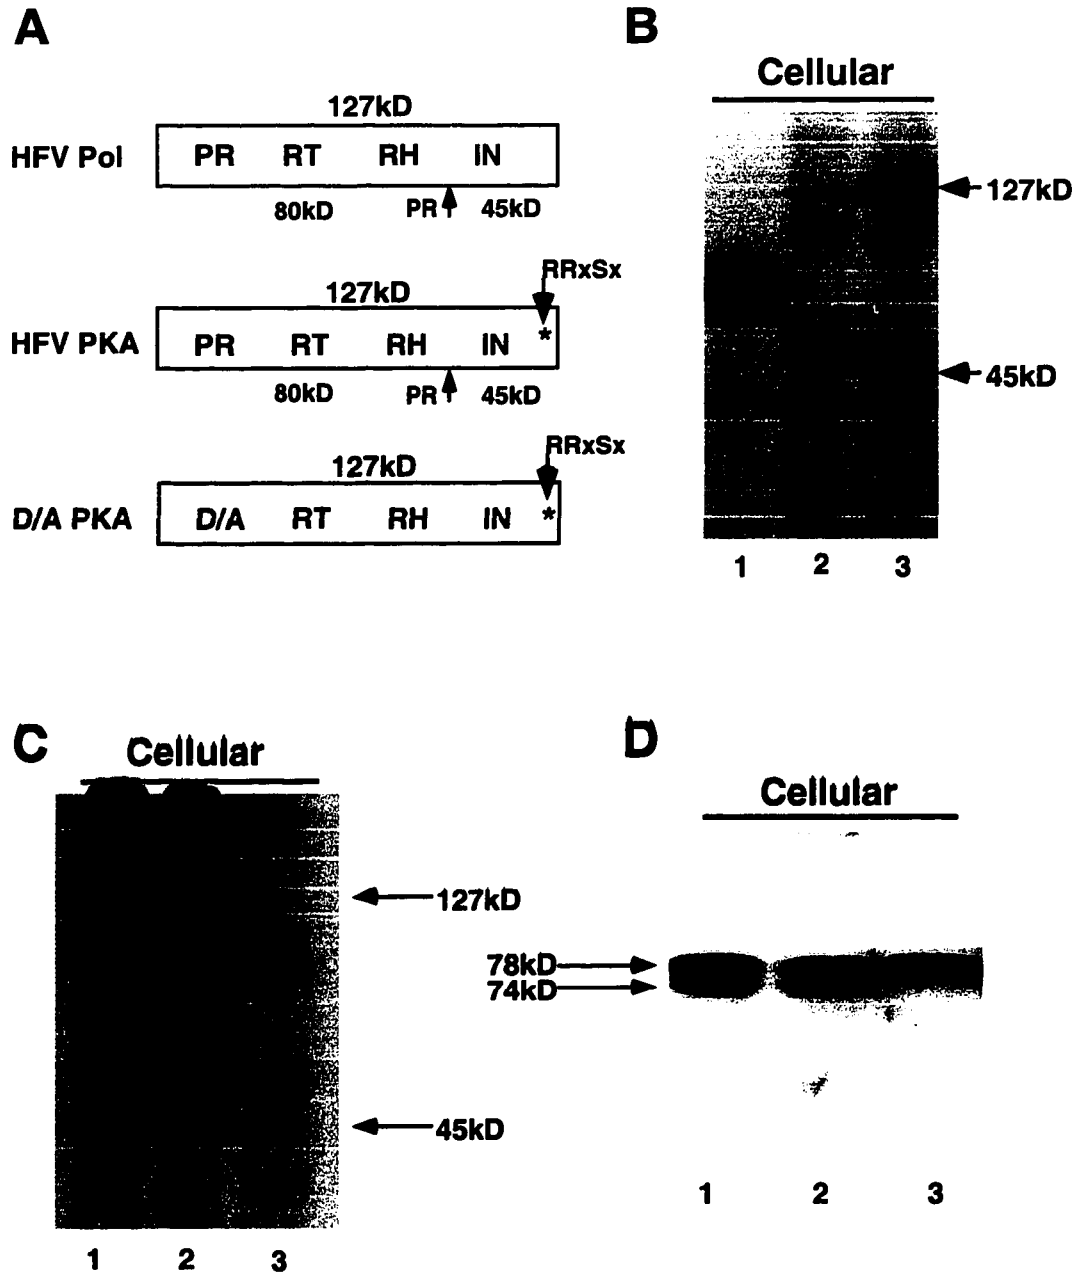 A
127kD
HFV Pol PR RT RH IN
80kD PR 45kD
RRxSx
127kD
HFV PKA PR RT RH IN *
80kD PR 45kD
RRxSx
127kD
D/A PKA D/A RT RH IN *
B
Cellular
127kD
45kD
1 2 3
C
Cellular
127kD
45kD
1 2 3
D
Cellular
78kD
74kD
1 2 3